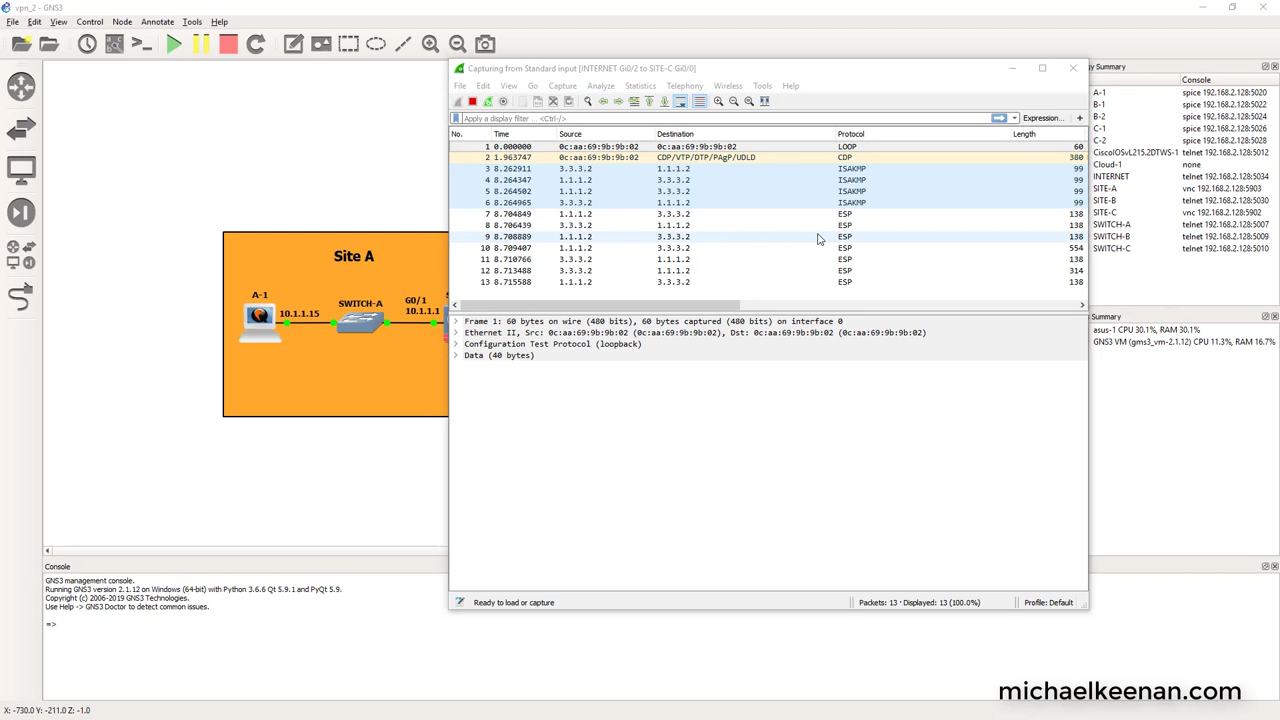 vpn_2 - GNS3
File Edit View Control Node Annotate Tools Help
Capturing from Standard input [INTERNET Gi0/2 to SITE-C Gi0/0]
File Edit View Go Capture Analyze Statistics Telephony Wireless Tools Help
Apply a display filter ... <Ctrl-/>
Expression...
+
No. Time Source Destination Protocol Length
1 0.000000 0c:aa:69:9b:9b:02 0c:aa:69:9b:9b:02 LOOP 60
2 1.963747 0c:aa:69:9b:9b:02 CDP/VTP/DTP/PAgP/UDLD CDP 380
3 8.262911 3.3.3.2 1.1.1.2 ISAKMP 99
4 8.264347 3.3.3.2 1.1.1.2 ISAKMP 99
5 8.264502 3.3.3.2 1.1.1.2 ISAKMP 99
6 8.264965 3.3.3.2 1.1.1.2 ISAKMP 99
7 8.704849 1.1.1.2 3.3.3.2 ESP 138
8 8.706439 3.3.3.2 1.1.1.2 ESP 138
9 8.708889 1.1.1.2 3.3.3.2 ESP 138
10 8.709407 1.1.1.2 3.3.3.2 ESP 554
11 8.710766 3.3.3.2 1.1.1.2 ESP 138
12 8.713488 3.3.3.2 1.1.1.2 ESP 314
13 8.715588 1.1.1.2 3.3.3.2 ESP 138
Frame 1: 60 bytes on wire (480 bits), 60 bytes captured (480 bits) on interface 0
Ethernet II, Src: 0c:aa:69:9b:9b:02 (0c:aa:69:9b:9b:02), Dst: 0c:aa:69:9b:9b:02 (0c:aa:69:9b:9b:02)
Configuration Test Protocol (loopback)
Data (40 bytes)
Ready to load or capture
Packets: 13 · Displayed: 13 (100.0%)
Profile: Default
Site A
A-1
10.1.1.15
SWITCH-A
G0/1
10.1.1.1
Summary
Console
A-1 spice 192.168.2.128:5020
B-1 spice 192.168.2.128:5022
B-2 spice 192.168.2.128:5024
C-1 spice 192.168.2.128:5026
C-2 spice 192.168.2.128:5028
CiscoIOSvL215.2DTWS-1 telnet 192.168.2.128:5036
Cloud-1 none
INTERNET telnet 192.168.2.128:5034
SITE-A vnc 192.168.2.128:5903
SITE-B telnet 192.168.2.128:5030
SITE-C vnc 192.168.2.128:5902
SWITCH-A telnet 192.168.2.128:5007
SWITCH-B telnet 192.168.2.128:5009
SWITCH-C telnet 192.168.2.128:5010
Summary
asus-1 CPU 30.1%, RAM 30.1%
GNS3 VM (gms3_vm-2.1.12) CPU 11.3%, RAM 16.7%
Console
GNS3 management console.
Running GNS3 version 2.1.12 on Windows (64-bit) with Python 3.6.6 Qt 5.9.1 and PyQt 5.9.
Copyright (c) 2006-2019 GNS3 Technologies.
Use Help -> GNS3 Doctor to detect common issues.
=>
michaelkeenan.com
X: -730.0 Y: -211.0 Z: -1.0